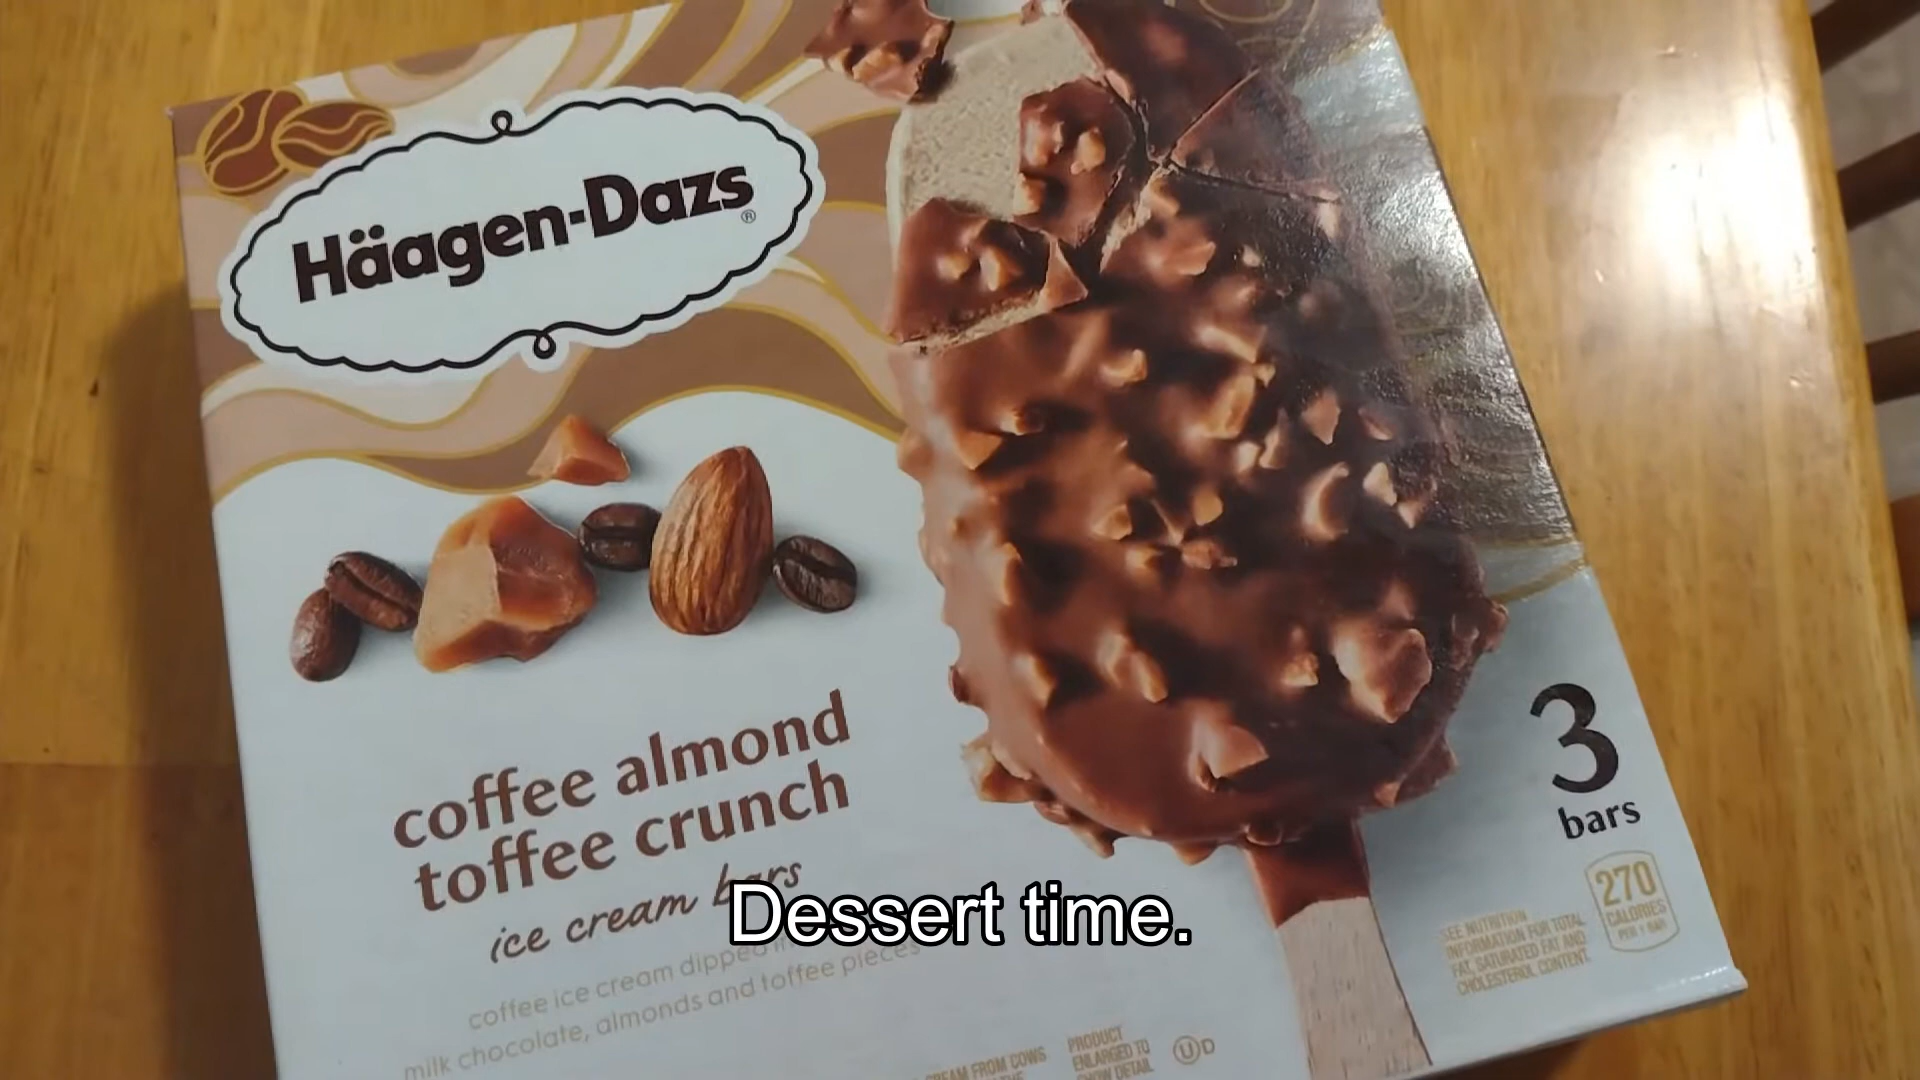 Häagen-Dazs®
coffee almond
toffee crunch
ice cream bars
coffee ice cream dipped
milk chocolate, almonds and toffee pieces
3
bars
270
CALORIES
PER 1 BAR
SEE NUTRITION
INFORMATION FOR TOTAL
FAT, SATURATED FAT AND
CHOLESTEROL CONTENT.
CREAM FROM COWS
PRODUCT
ENLARGED TO
SHOW DETAIL
U D
Dessert time.